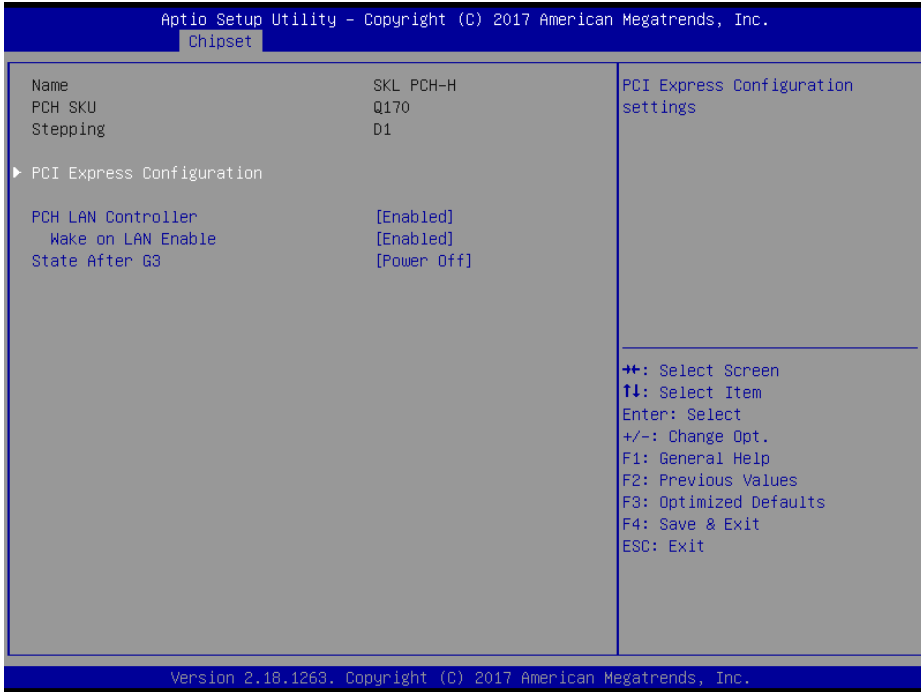 Aptio Setup Utility – Copyright (C) 2017 American Megatrends, Inc.
Chipset
Name SKL PCH-H
PCH SKU Q170
Stepping D1
PCI Express Configuration
PCH LAN Controller [Enabled]
Wake on LAN Enable [Enabled]
State After G3 [Power Off]
PCI Express Configuration
settings
→←: Select Screen
↑↓: Select Item
Enter: Select
+/-: Change Opt.
F1: General Help
F2: Previous Values
F3: Optimized Defaults
F4: Save & Exit
ESC: Exit
Version 2.18.1263. Copyright (C) 2017 American Megatrends, Inc.